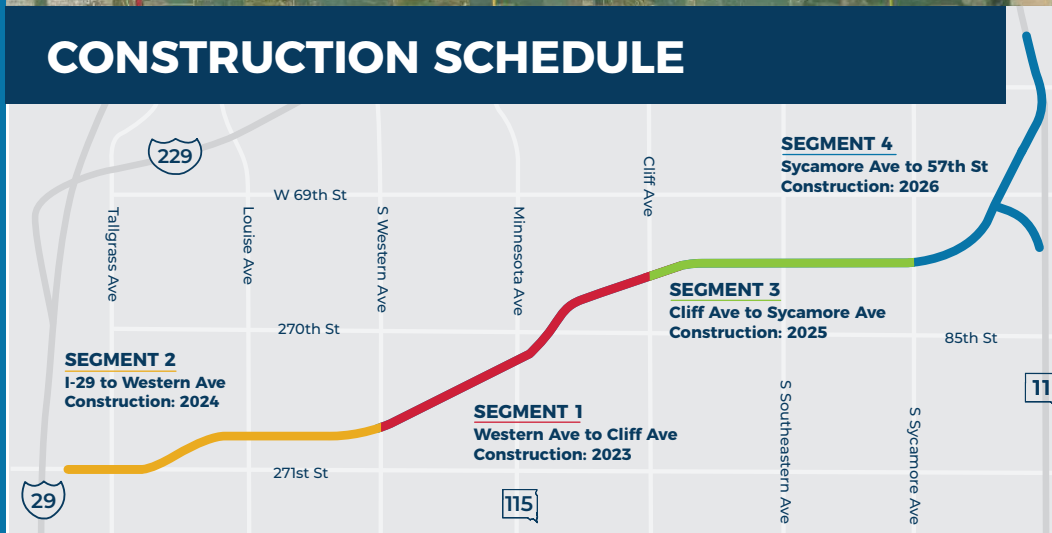 CONSTRUCTION SCHEDULE
229
W 69th St
Tallgrass Ave
Louise Ave
S Western Ave
Minnesota Ave
Cliff Ave
SEGMENT 4
Sycamore Ave to 57th St
Construction: 2026
SEGMENT 3
Cliff Ave to Sycamore Ave
Construction: 2025
270th St
85th St
SEGMENT 2
I-29 to Western Ave
Construction: 2024
SEGMENT 1
Western Ave to Cliff Ave
Construction: 2023
11
S Southeastern Ave
S Sycamore Ave
271st St
29
115